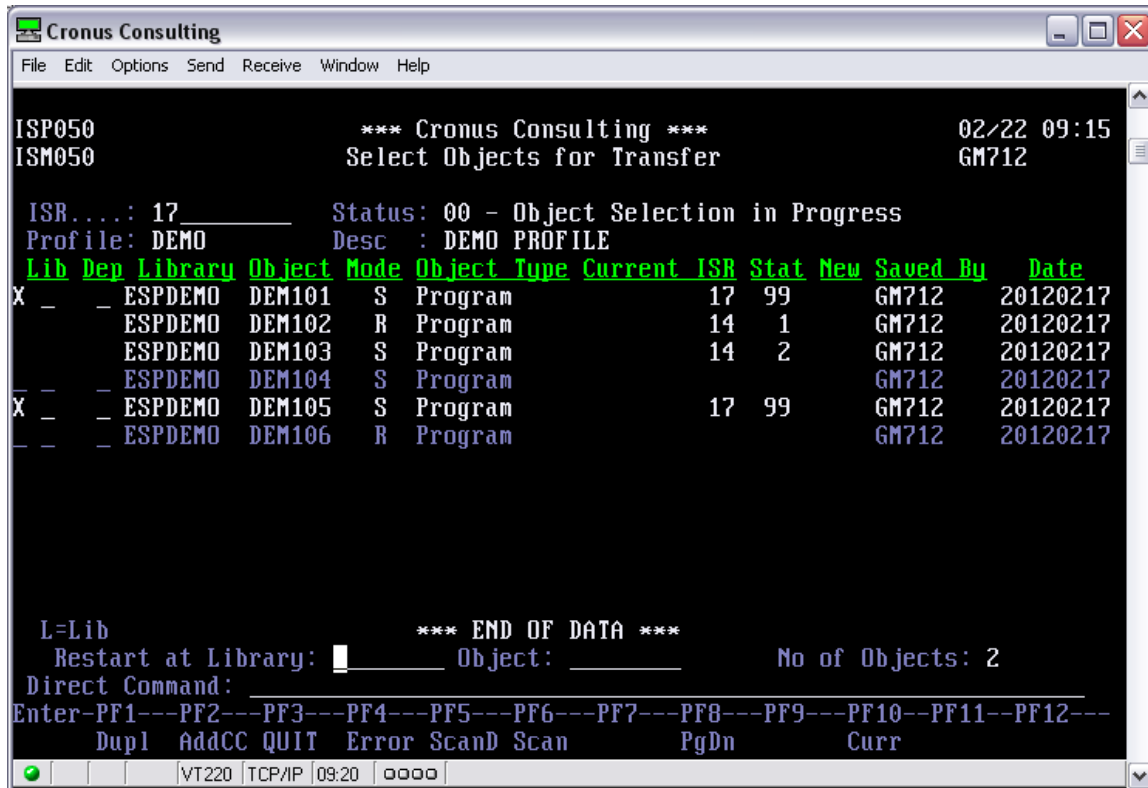 Cronus Consulting
File Edit Options Send Receive Window Help
ISP050 *** Cronus Consulting *** 02/22 09:15
ISM050 Select Objects for Transfer GM712
ISR....: 17________ Status: 00 - Object Selection in Progress
Profile: DEMO Desc : DEMO PROFILE
Lib Dep Library Object Mode Object Type Current ISR Stat New Saved By Date
X _ _ ESPDEMO DEM101 S Program 17 99 GM712 20120217
ESPDEMO DEM102 R Program 14 1 GM712 20120217
ESPDEMO DEM103 S Program 14 2 GM712 20120217
_ _ _ ESPDEMO DEM104 S Program GM712 20120217
X _ _ ESPDEMO DEM105 S Program 17 99 GM712 20120217
_ _ _ ESPDEMO DEM106 R Program GM712 20120217
L=Lib *** END OF DATA ***
Restart at Library: ________ Object: ________ No of Objects: 2
Direct Command: _____________________________________________________________
Enter-PF1---PF2---PF3---PF4---PF5---PF6---PF7---PF8---PF9---PF10--PF11--PF12---
Dupl AddCC QUIT Error ScanD Scan PgDn Curr
VT220 TCP/IP 09:20